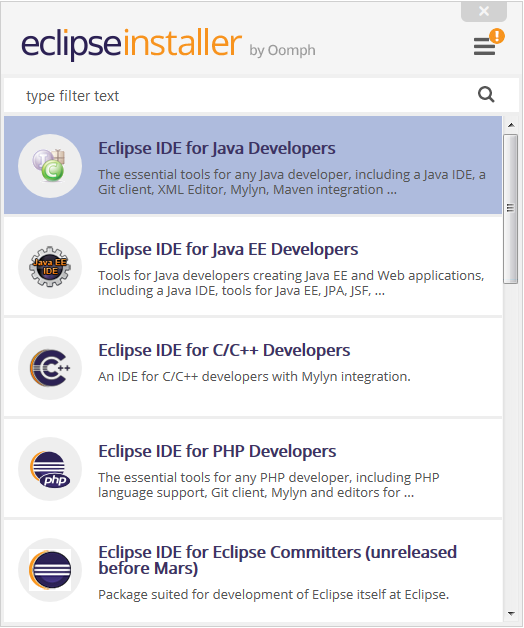 eclipseinstaller by Oomph
!
type filter text
Eclipse IDE for Java Developers
The essential tools for any Java developer, including a Java IDE, a
Git client, XML Editor, Mylyn, Maven integration ...
Java EE
IDE
Eclipse IDE for Java EE Developers
Tools for Java developers creating Java EE and Web applications,
including a Java IDE, tools for Java EE, JPA, JSF, ...
C++
Eclipse IDE for C/C++ Developers
An IDE for C/C++ developers with Mylyn integration.
php
Eclipse IDE for PHP Developers
The essential tools for any PHP developer, including PHP
language support, Git client, Mylyn and editors for ...
Eclipse IDE for Eclipse Committers (unreleased
before Mars)
Package suited for development of Eclipse itself at Eclipse.